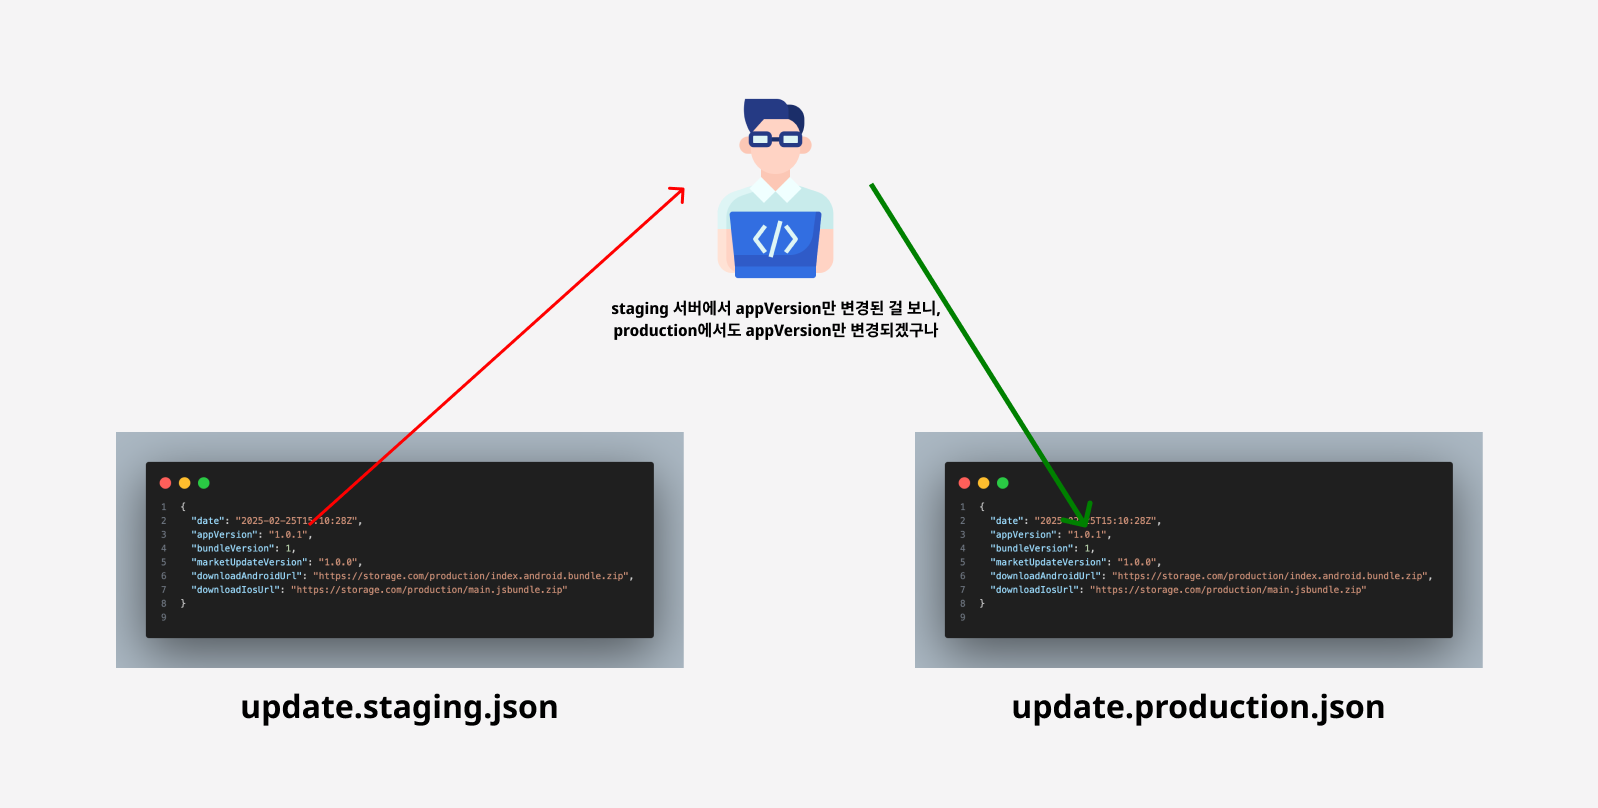 staging 서버에서 appVersion만 변경된 걸 보니,
production에서도 appVersion만 변경되겠구나
1 {
2 "date": "2025-02-25T15:10:28Z",
3 "appVersion": "1.0.1",
4 "bundleVersion": 1,
5 "marketUpdateVersion": "1.0.0",
6 "downloadAndroidUrl": "https://storage.com/production/index.android.bundle.zip",
7 "downloadIosUrl": "https://storage.com/production/main.jsbundle.zip"
8 }
9
update.staging.json
1 {
2 "date": "2025-02-25T15:10:28Z",
3 "appVersion": "1.0.1",
4 "bundleVersion": 1,
5 "marketUpdateVersion": "1.0.0",
6 "downloadAndroidUrl": "https://storage.com/production/index.android.bundle.zip",
7 "downloadIosUrl": "https://storage.com/production/main.jsbundle.zip"
8 }
9
update.production.json